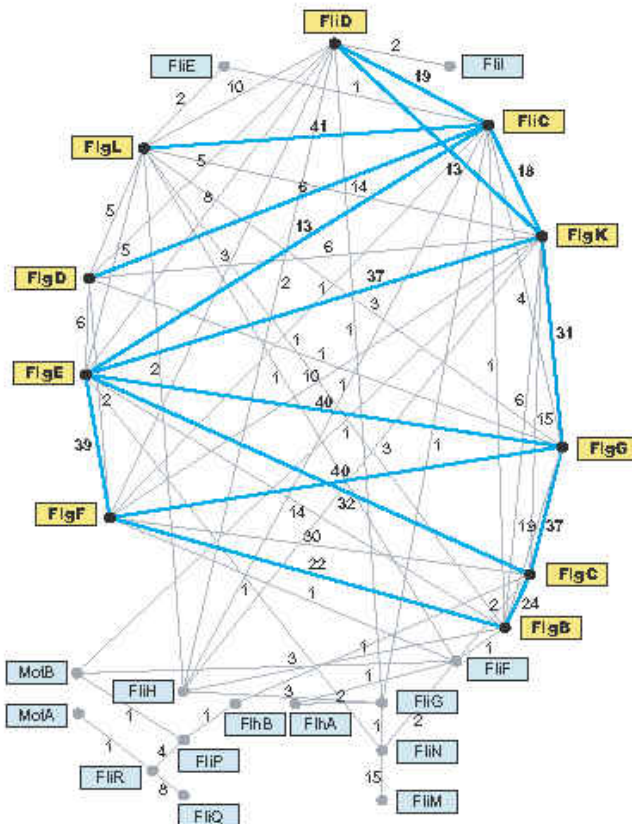 FliD
2
FliE
FliI
19
2
10
1
FliC
41
FlgL
5
6
14
13
18
8
5
13
FlgK
5
3
6
37
FlgD
2
1
3
4
6
1
31
1
1
FlgE
1
10
1
2
40
6
15
39
1
3
1
FlgG
40
32
14
FlgF
30
19
37
22
FlgC
1
1
2
24
FlgB
1
1
3
1
FliF
MotB
FliH
3
2
FliG
MotA
1
1
FlhB
FlhA
1
2
1
4
FliP
FliN
FliR
8
15
FliQ
FliM